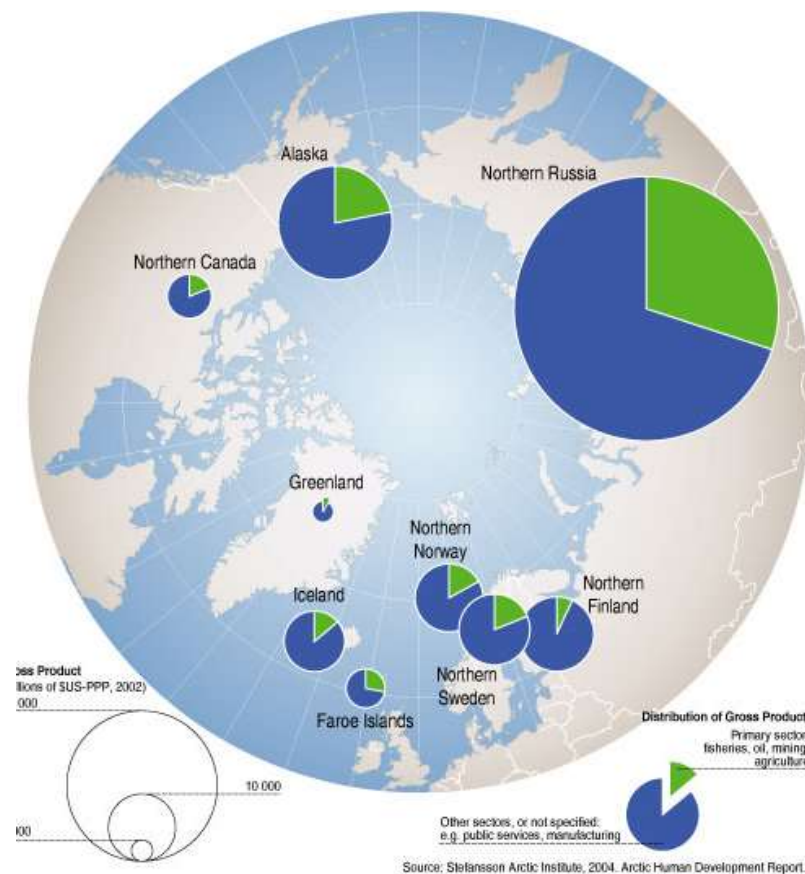 Alaska
Northern Russia
Northern Canada
Greenland
Northern
Norway
Northern
Finland
Iceland
Northern
Sweden
Faroe Islands
oss Product
llions of $US-PPP, 2002)
000
10 000
000
Distribution of Gross Product
Primary sector
fisheries, oil, mining
agriculture
Other sectors, or not specified:
e.g. public services, manufacturing
Source: Stefansson Arctic Institute, 2004. Arctic Human Development Report